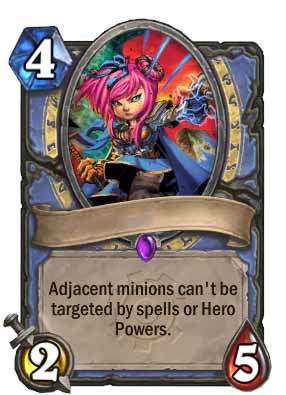 4
Adjacent minions can't be
targeted by spells or Hero
Powers.
2
5